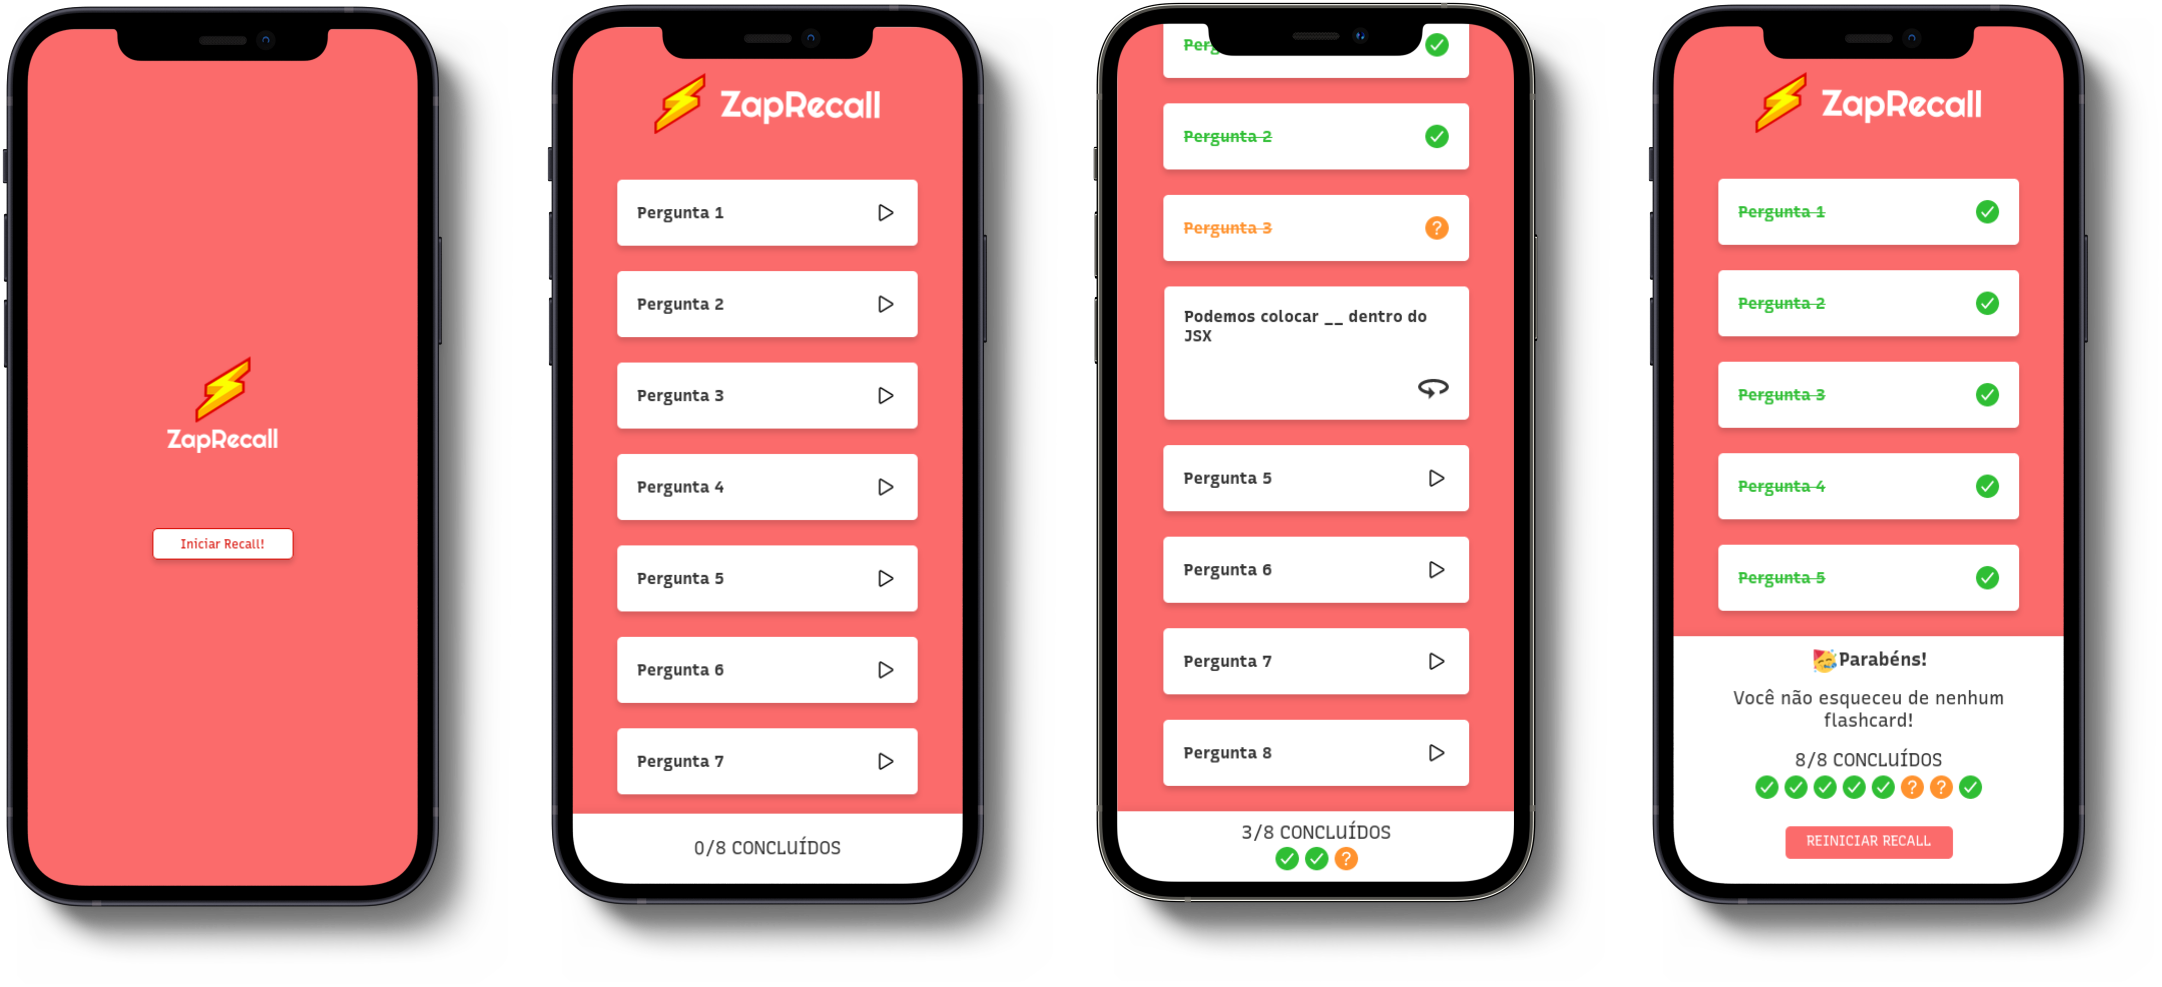 ZapRecall
Iniciar Recall!
ZapRecall
Pergunta 1
Pergunta 2
Pergunta 3
Pergunta 4
Pergunta 5
Pergunta 6
Pergunta 7
0/8 CONCLUÍDOS
Perg
Pergunta 2
Pergunta 3
Podemos colocar __ dentro do
JSX
Pergunta 5
Pergunta 6
Pergunta 7
Pergunta 8
3/8 CONCLUÍDOS
?
ZapRecall
Pergunta 1
Pergunta 2
Pergunta 3
Pergunta 4
Pergunta 5
Parabéns!
Você não esqueceu de nenhum
flashcard!
8/8 CONCLUÍDOS
? ?
REINICIAR RECALL